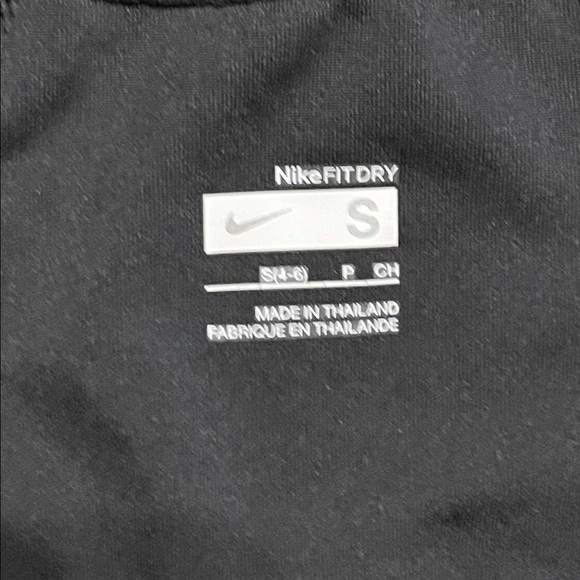 NikeFITDRY
S
S(4-6) P CH
MADE IN THAILAND
FABRIQUE EN THAILANDE